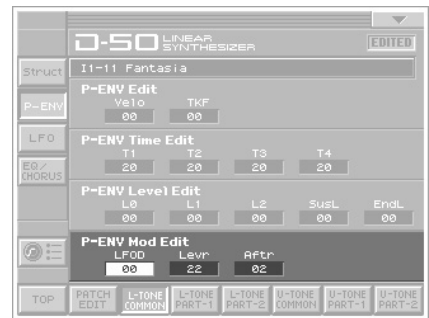 D-50 LINEAR SYNTHESIZER
EDITED
Struct
I1-11 Fantasia
P-ENV Edit
Velo TKF
P-ENV
00 00
LFO
P-ENV Time Edit
T1 T2 T3 T4
20 20 20 20
EQ/
CHORUS
P-ENV Level Edit
L0 L1 L2 SusL EndL
00 00 00 00 00
P-ENV Mod Edit
LFOD Levr Aftr
00 22 02
TOP
PATCH EDIT
L-TONE COMMON
L-TONE PART-1
L-TONE PART-2
U-TONE COMMON
U-TONE PART-1
U-TONE PART-2